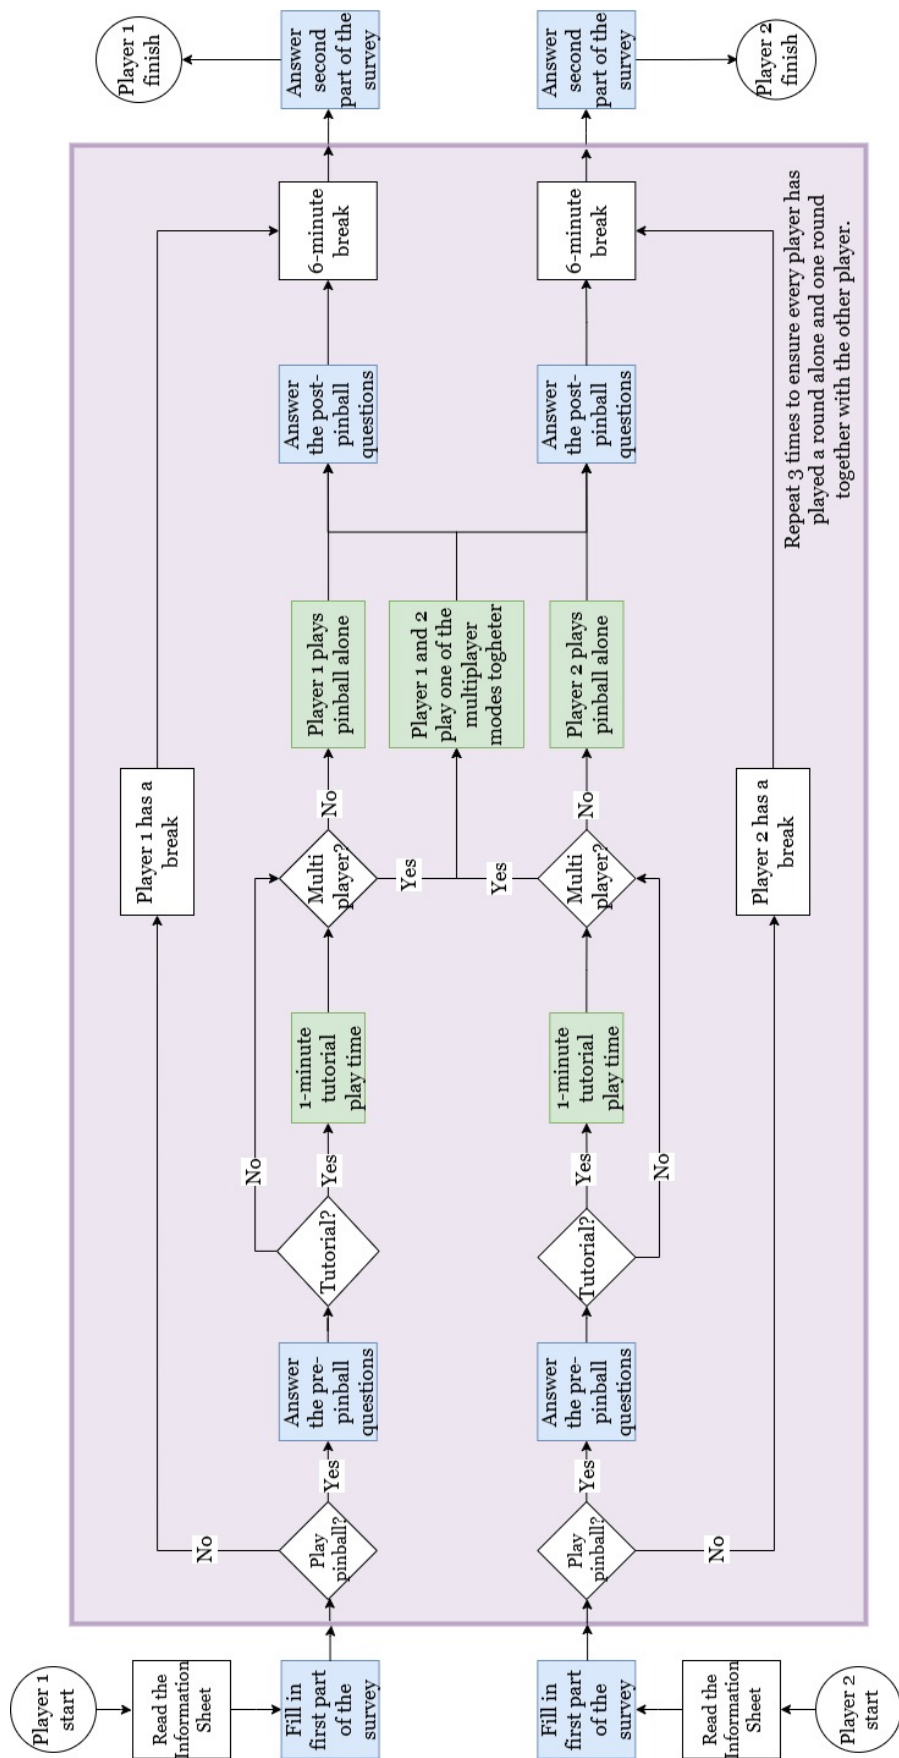 Player 1
start
Read the
Information
Sheet
Fill in
first part
of the
survey
Play
pinball?
No
Yes
Player 1 has a
break
Answer
the pre-
pinball
questions
Tutorial?
No
Yes
1-minute
tutorial
play time
Multi
player?
No
Yes
Player 1 plays
pinball alone
Player 1 and 2
play one of the
multiplayer
modes togheter
Answer
the post-
pinball
questions
6-minute
break
Answer
second
part of the
survey
Player 1
finish
Player 2
start
Read the
Information
Sheet
Fill in
first part
of the
survey
Play
pinball?
Yes
No
Answer
the pre-
pinball
questions
Tutorial?
Yes
No
1-minute
tutorial
play time
Multi
player?
Yes
No
Player 2 plays
pinball alone
Player 2 has a
break
Answer
the post-
pinball
questions
6-minute
break
Answer
second
part of the
survey
Player 2
finish
Repeat 3 times to ensure every player has
played a round alone and one round
together with the other player.